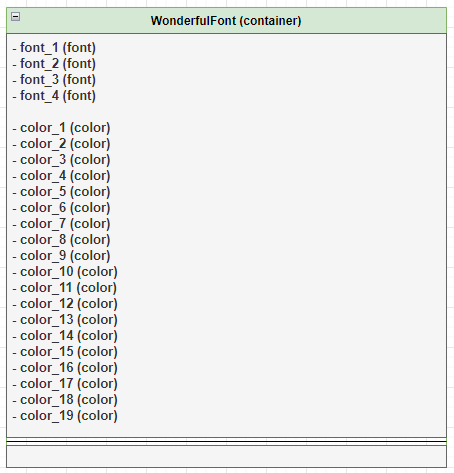 WonderfulFont (container)
- font_1 (font)
- font_2 (font)
- font_3 (font)
- font_4 (font)
- color_1 (color)
- color_2 (color)
- color_3 (color)
- color_4 (color)
- color_5 (color)
- color_6 (color)
- color_7 (color)
- color_8 (color)
- color_9 (color)
- color_10 (color)
- color_11 (color)
- color_12 (color)
- color_13 (color)
- color_14 (color)
- color_15 (color)
- color_16 (color)
- color_17 (color)
- color_18 (color)
- color_19 (color)